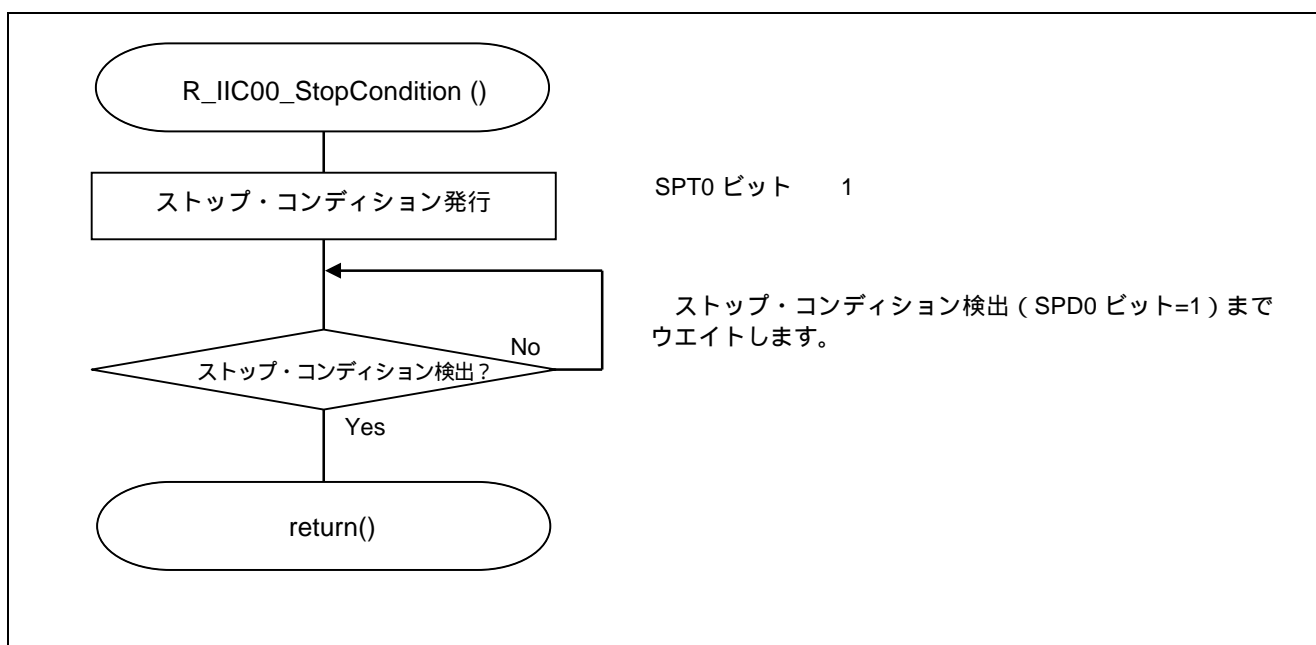 R_IIC00_StopCondition ()
ストップ・コンディション発行
SPT0 ビット　　1
ストップ・コンディション検出（SPD0 ビット=1）まで
ウエイトします。
No
ストップ・コンディション検出？
Yes
return()